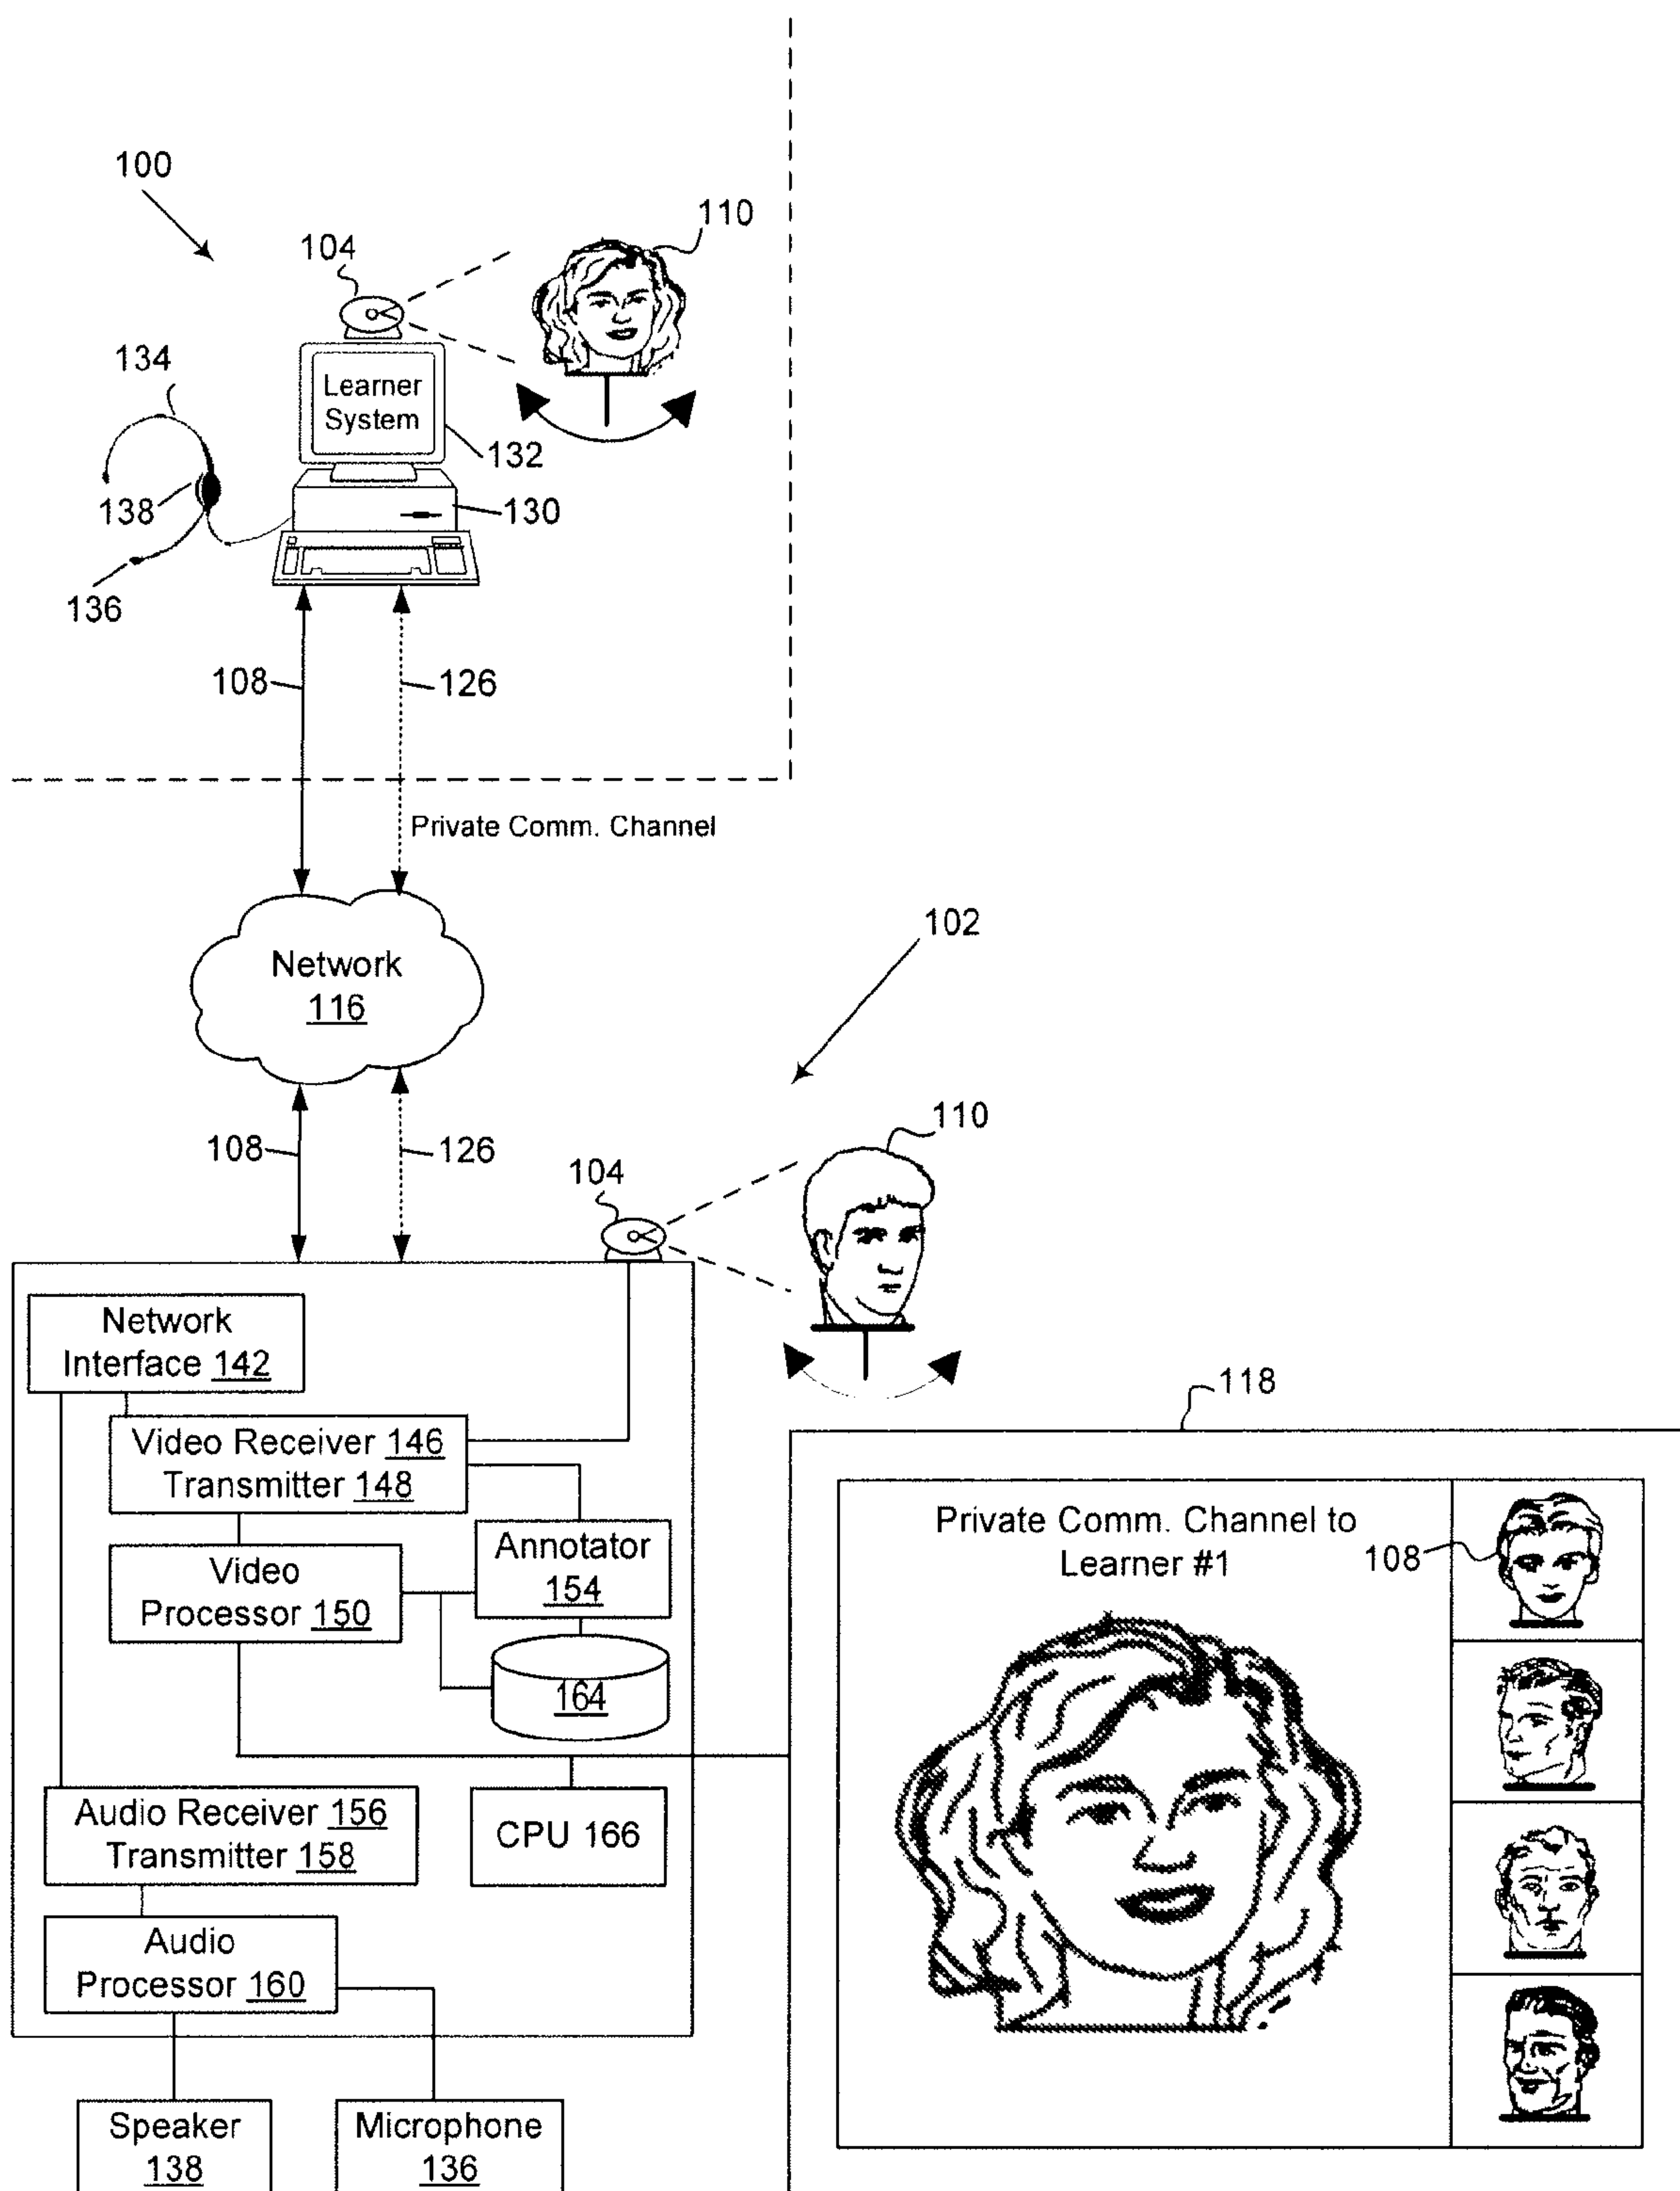 100
110
104
134
Learner
System
132
138
130
136
108
126
Private Comm. Channel
102
Network
116
110
108
126
104
Network
Interface 142
118
Video Receiver 146
Transmitter 148
Private Comm. Channel to
Learner #1
108
Annotator
154
Video
Processor 150
164
Audio Receiver 156
Transmitter 158
CPU 166
Audio
Processor 160
Speaker
138
Microphone
136